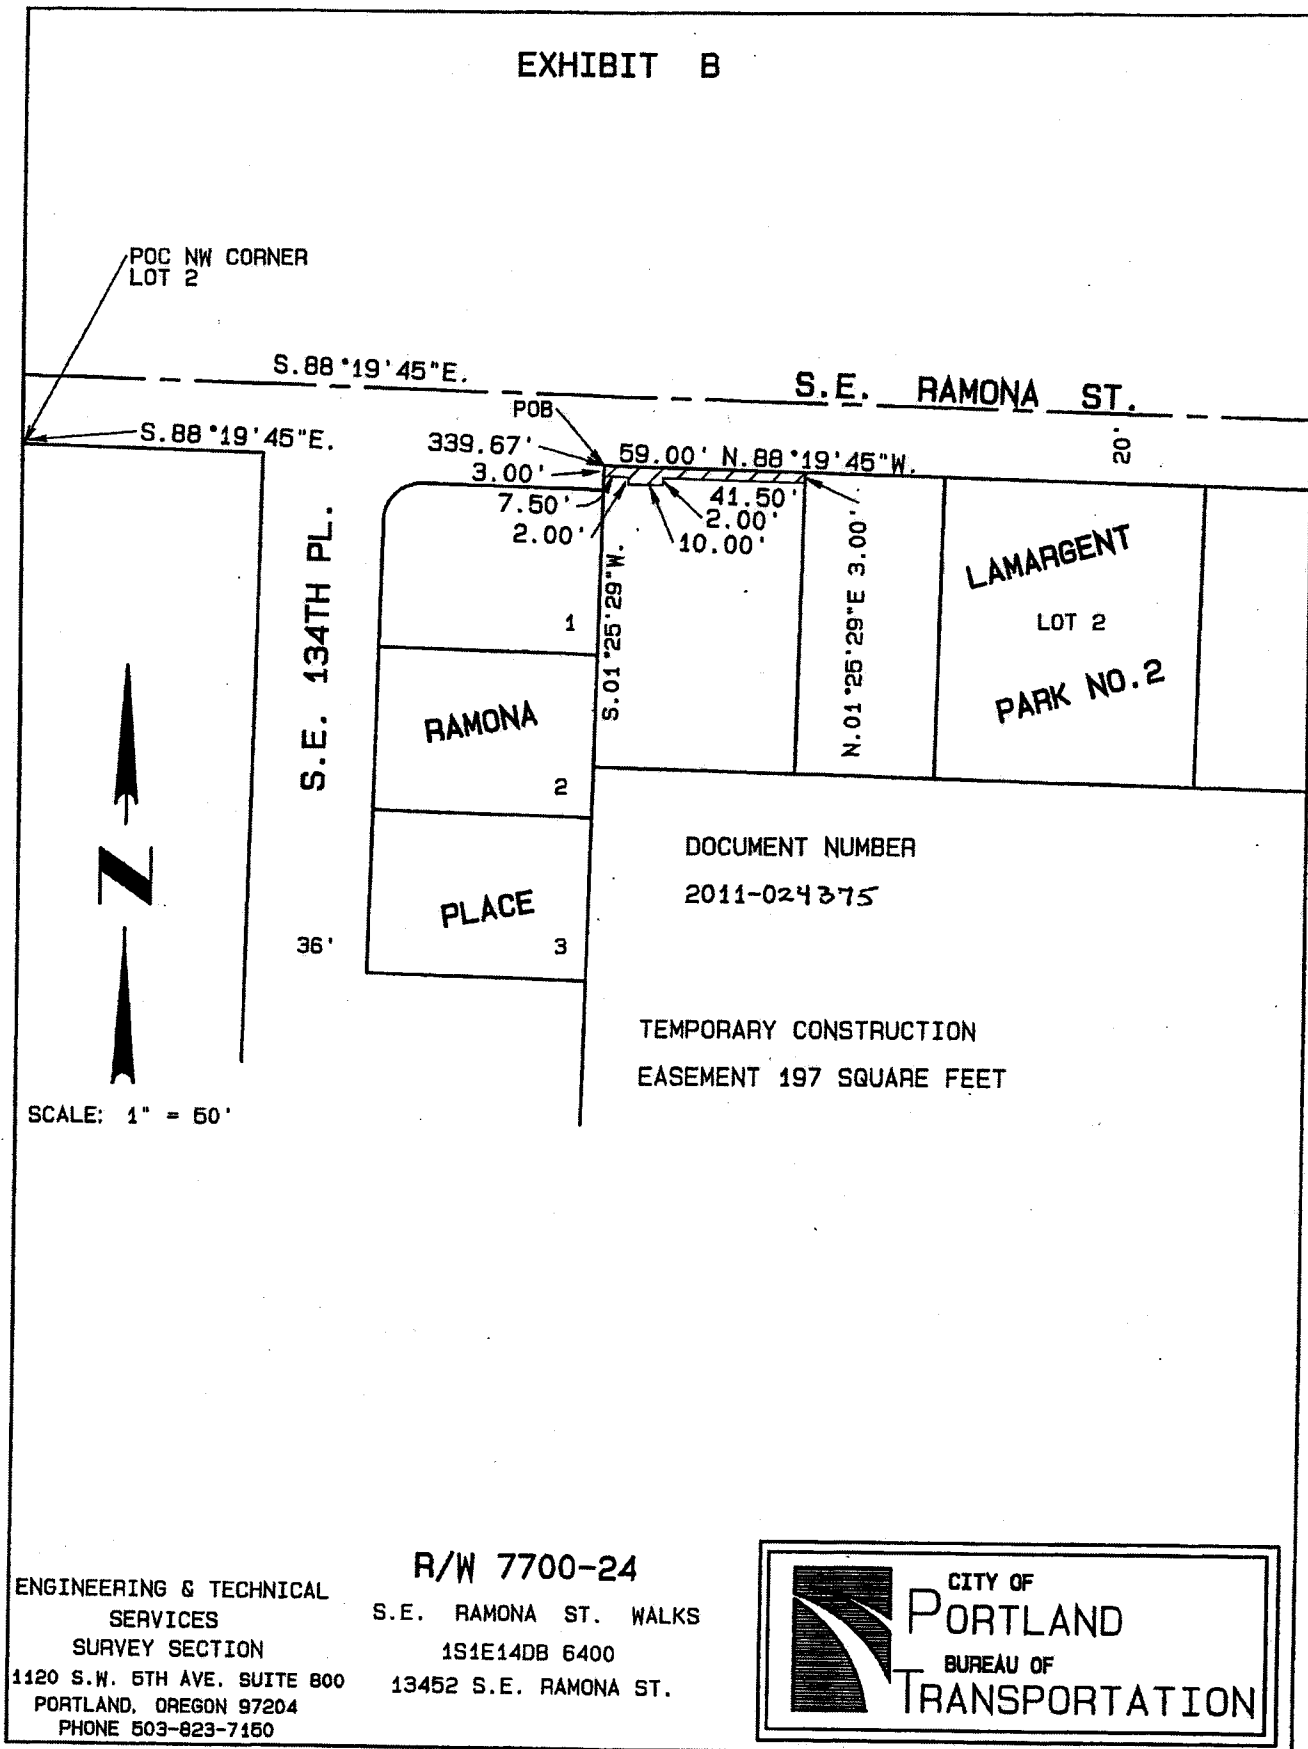 EXHIBIT B
POC NW CORNER
LOT 2
S.88°19'45"E.
S.E. RAMONA ST.
POB
S.88°19'45"E.
339.67'
59.00' N.88°19'45"W.
20'
3.00'
7.50'
41.50'
2.00'
2.00'
10.00'
S.E. 134TH PL.
S.01°25'29"W.
N.01°25'29"E 3.00'
LAMARGENT
LOT 2
PARK NO.2
1
RAMONA
2
PLACE
3
36'
N
DOCUMENT NUMBER
2011-024375
TEMPORARY CONSTRUCTION
EASEMENT 197 SQUARE FEET
SCALE: 1" = 50'
ENGINEERING & TECHNICAL
SERVICES
SURVEY SECTION
1120 S.W. 5TH AVE. SUITE 800
PORTLAND, OREGON 97204
PHONE 503-823-7150
R/W 7700-24
S.E. RAMONA ST. WALKS
1S1E14DB 6400
13452 S.E. RAMONA ST.
CITY OF
PORTLAND
BUREAU OF
TRANSPORTATION